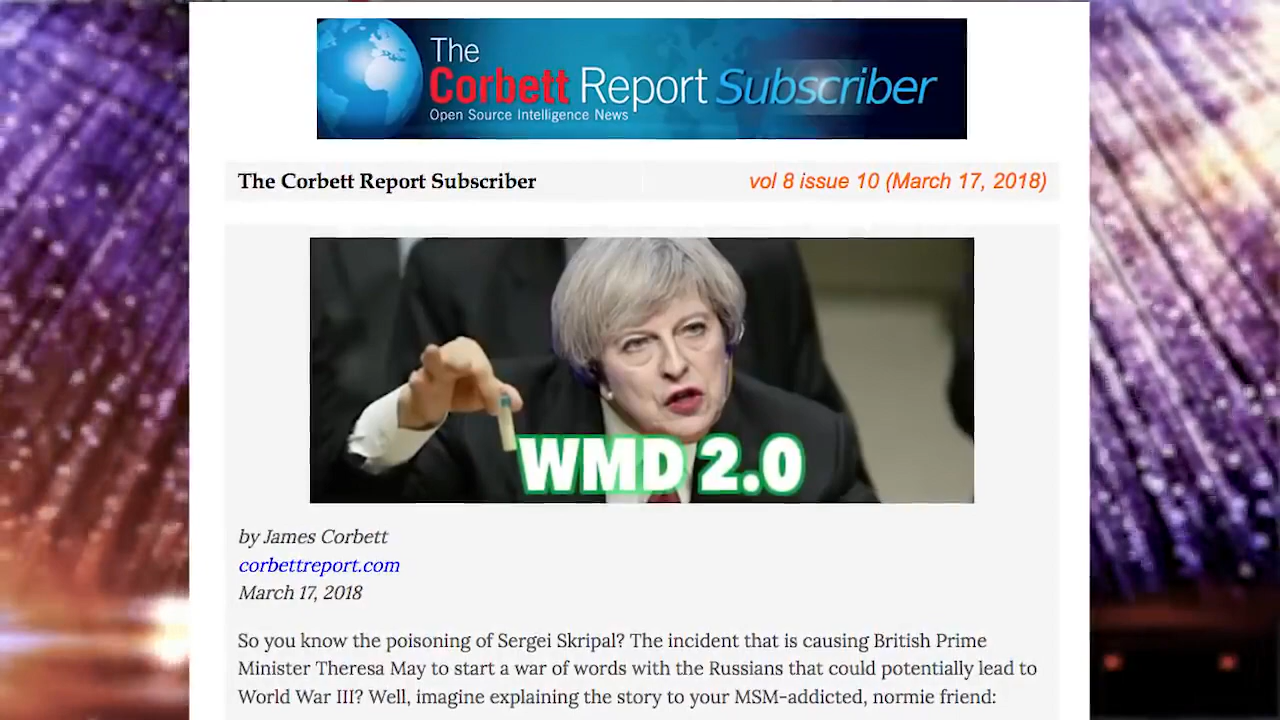 The
Corbett Report Subscriber
Open Source Intelligence News
The Corbett Report Subscriber vol 8 issue 10 (March 17, 2018)
WMD 2.0
by James Corbett
corbettreport.com
March 17, 2018
So you know the poisoning of Sergei Skripal? The incident that is causing British Prime
Minister Theresa May to start a war of words with the Russians that could potentially lead to
World War III? Well, imagine explaining the story to your MSM-addicted, normie friend: